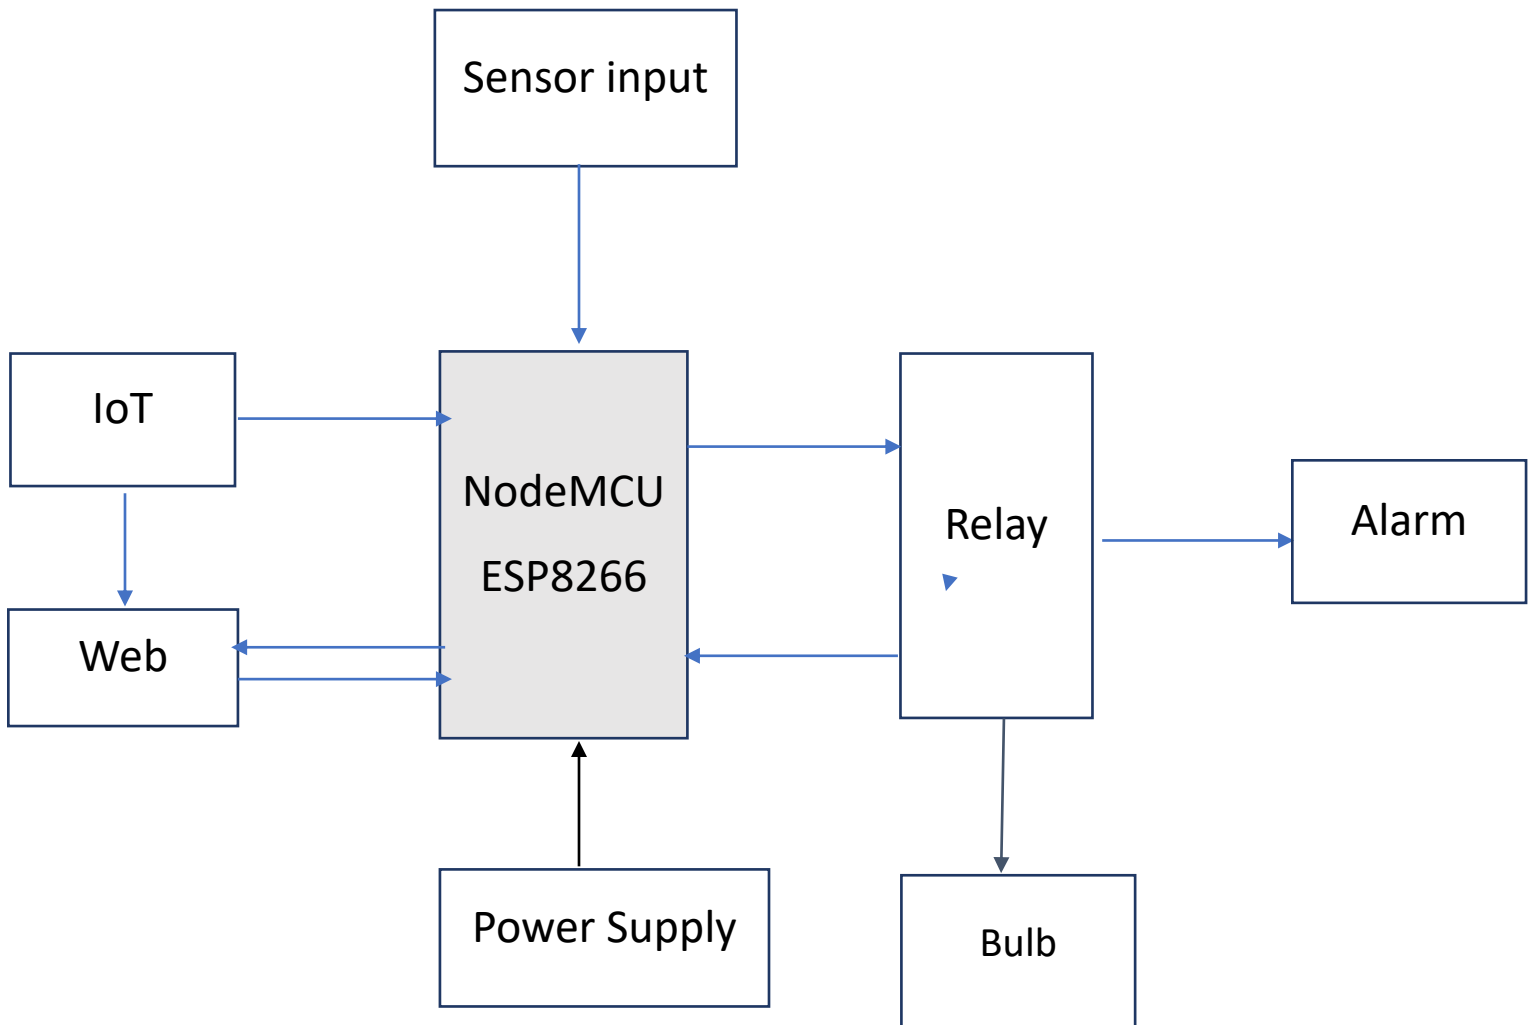 Sensor input
IoT
NodeMCU
ESP8266
Relay
Alarm
Web
Power Supply
Bulb